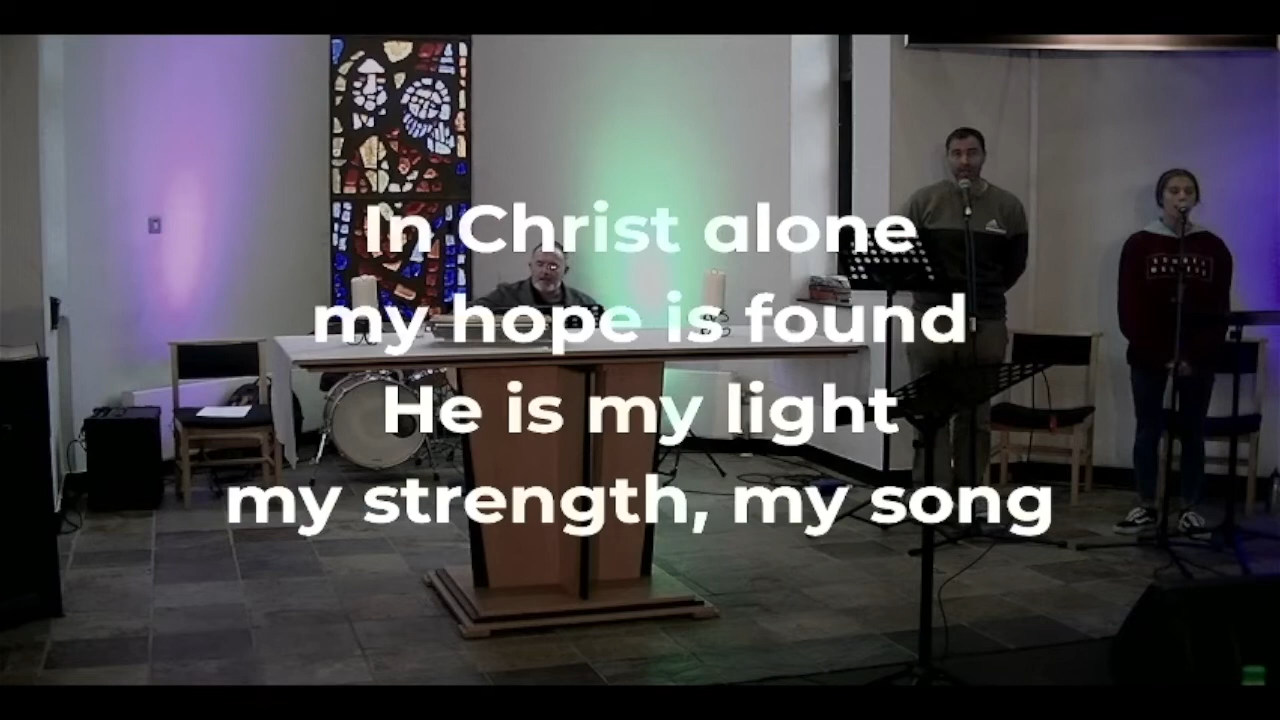 In Christ alone
my hope is found
He is my light
my strength, my song